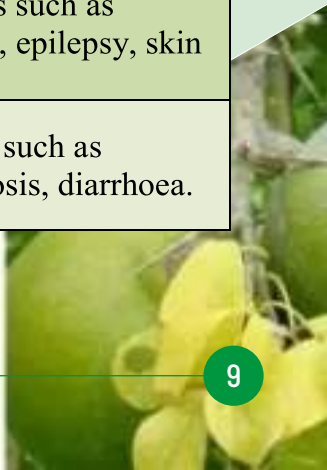 such as
, epilepsy, skin
such as
osis, diarrhoea.
9